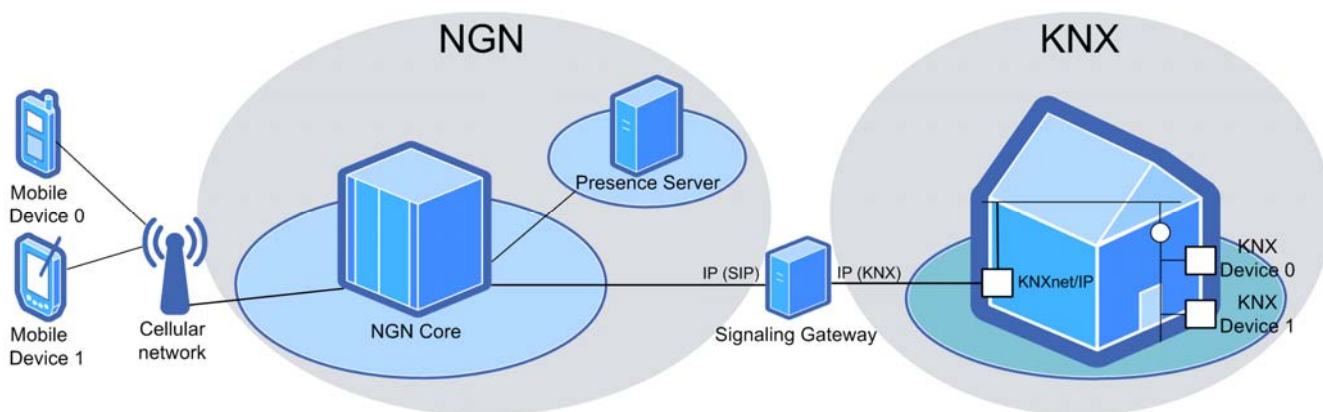 NGN
KNX
Mobile
Device 0
Presence Server
IP (SIP)
IP (KNX)
KNXnet/IP
KNX
Device 0
KNX
Device 1
Mobile
Device 1
Cellular
network
NGN Core
Signaling Gateway